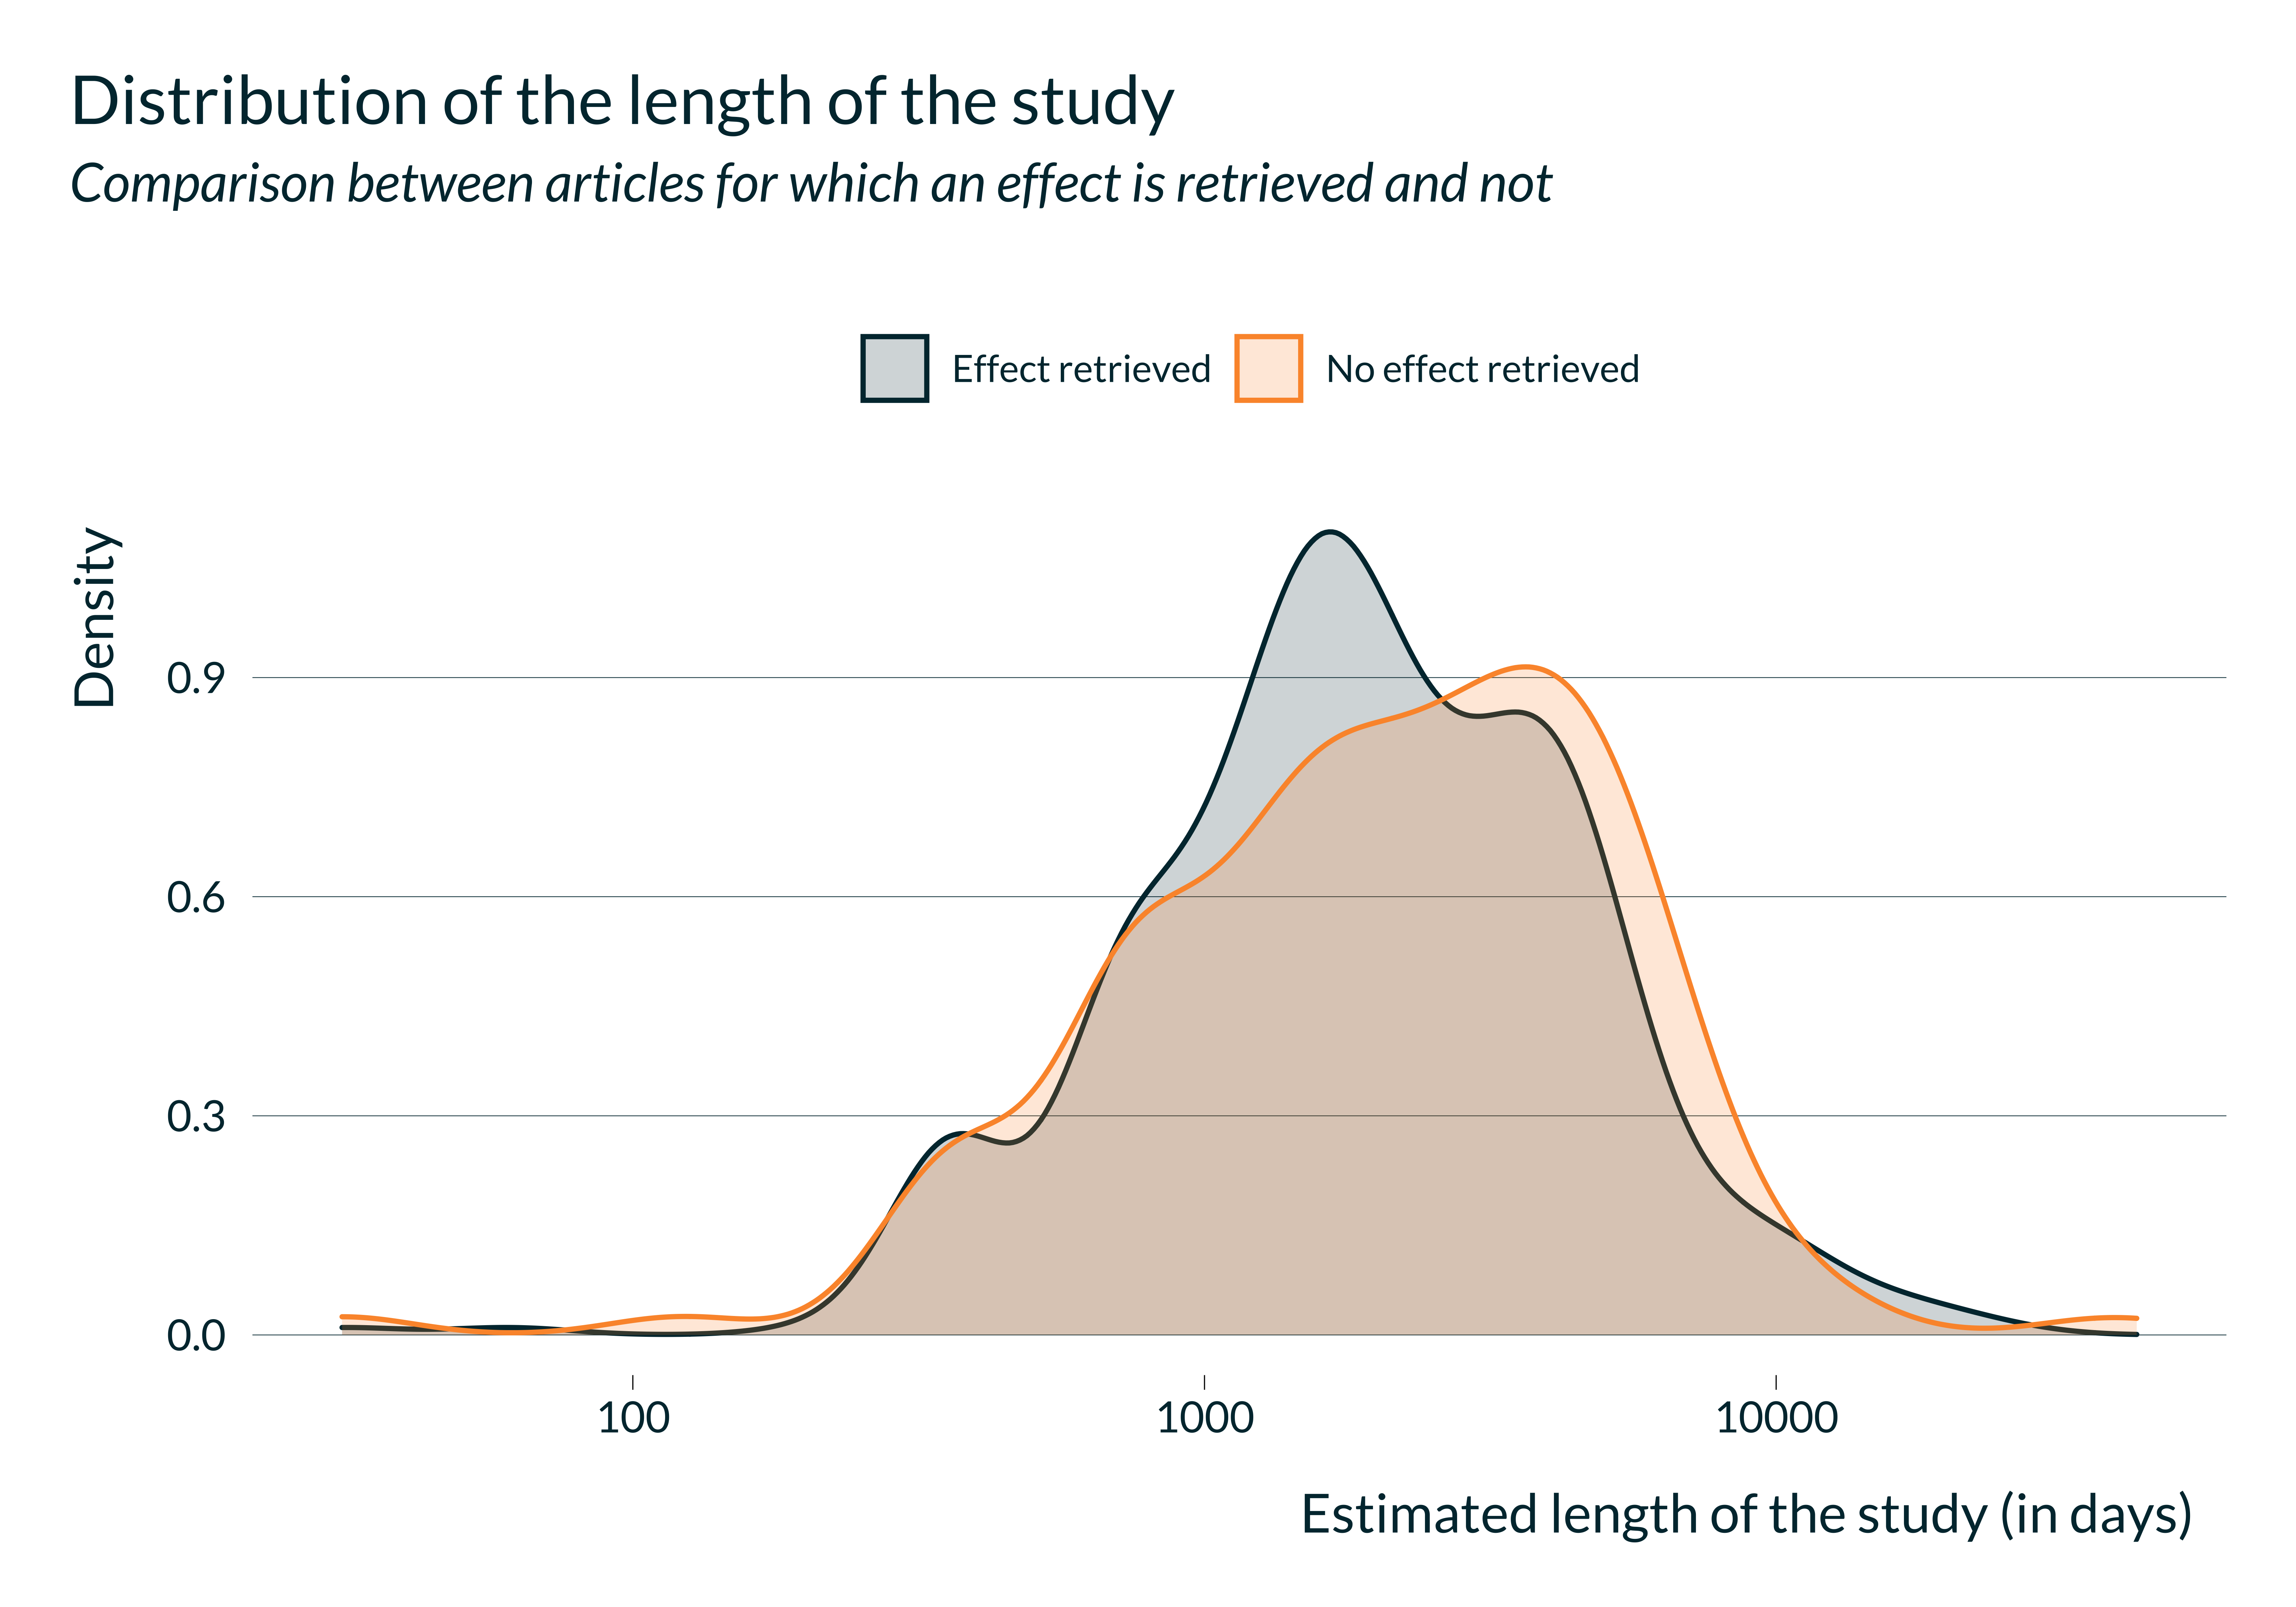 Distribution of the length of the study
Comparison between articles for which an effect is retrieved and not
Effect retrieved No effect retrieved
Density
0.9
0.6
0.3
0.0
100 1000 10000
Estimated length of the study (in days)